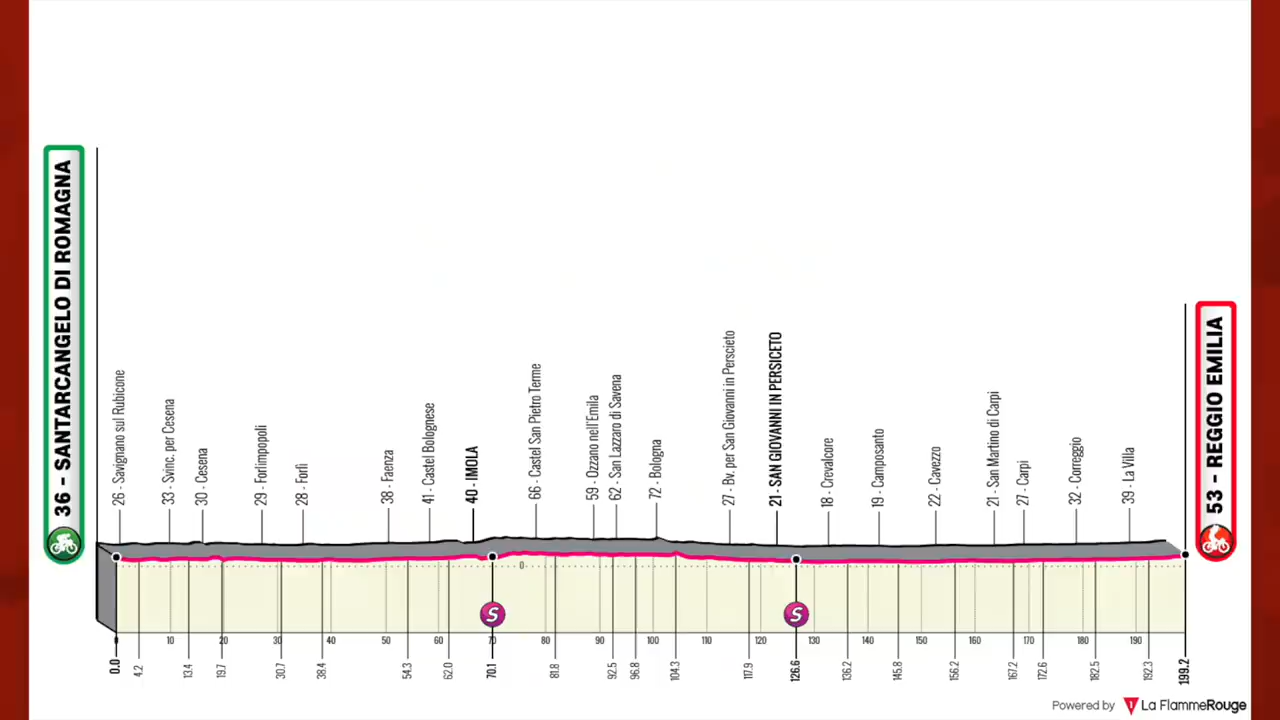 36 - SANTARCANGELO DI ROMAGNA
26 - Savignano sul Rubicone
33 - Svinc. per Cesena
30 - Cesena
29 - Forlimpopoli
28 - Forlì
38 - Faenza
41 - Castel Bolognese
40 - IMOLA
66 - Castel San Pietro Terme
59 - Ozzano nell'Emila
62 - San Lazzaro di Savena
72 - Bologna
27 - Bv. per San Giovanni in Perscieto
21 - SAN GIOVANNI IN PERSICETO
18 - Crevalcore
19 - Camposanto
22 - Cavezzo
21 - San Martino di Carpi
27 - Carpi
32 - Correggio
39 - La Villa
53 - REGGIO EMILIA
0
S S
0 10 20 30 40 50 60 70 80 90 100 110 120 130 140 150 160 170 180 190
0.0 4.2 13.4 19.7 30.7 38.4 54.3 62.0 70.1 81.8 92.5 96.8 104.3 117.9 126.6 136.2 145.8 156.2 167.2 172.6 182.5 192.3 199.2
Powered by 1 La FlammeRouge